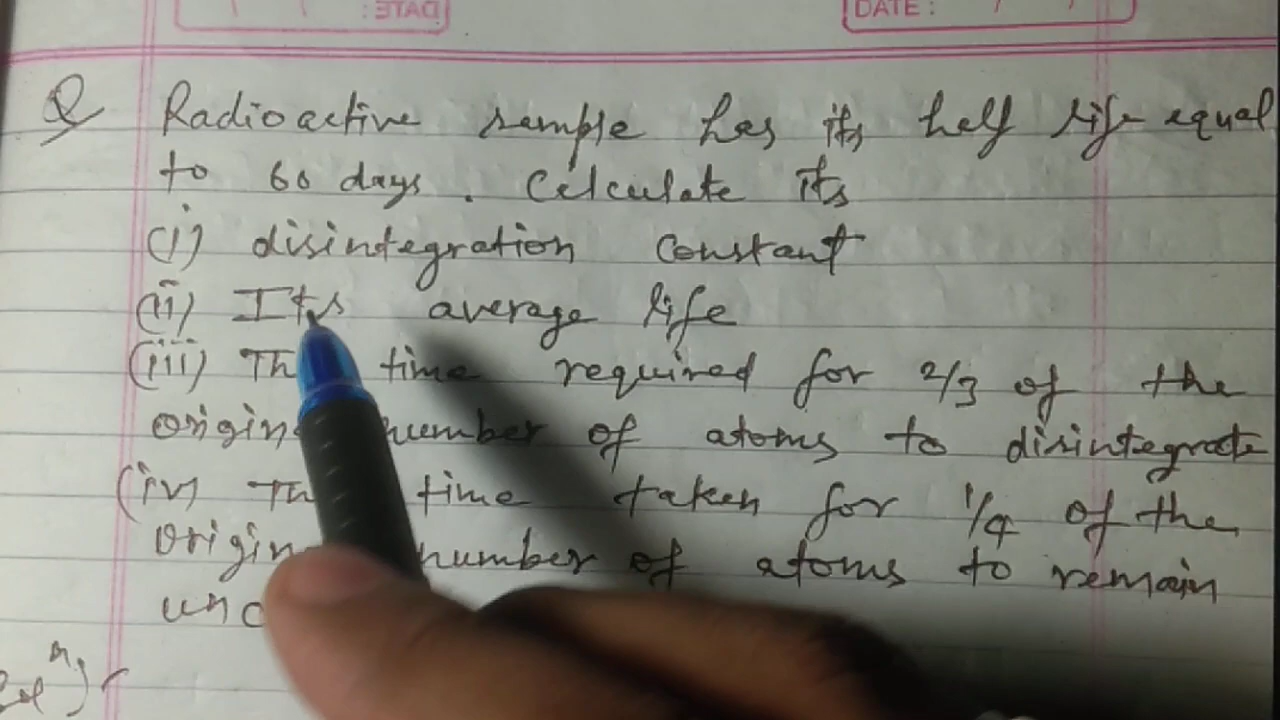 DATE : DATE :
Q Radioactive sample has its half life equal
to 60 days . Calculate its
(i) disintegration constant
(ii) Its average life
(iii) time required for 2/3 of the
number of atoms to disintegrate
(iv) time taken for 1/4 of the
number of atoms to remain